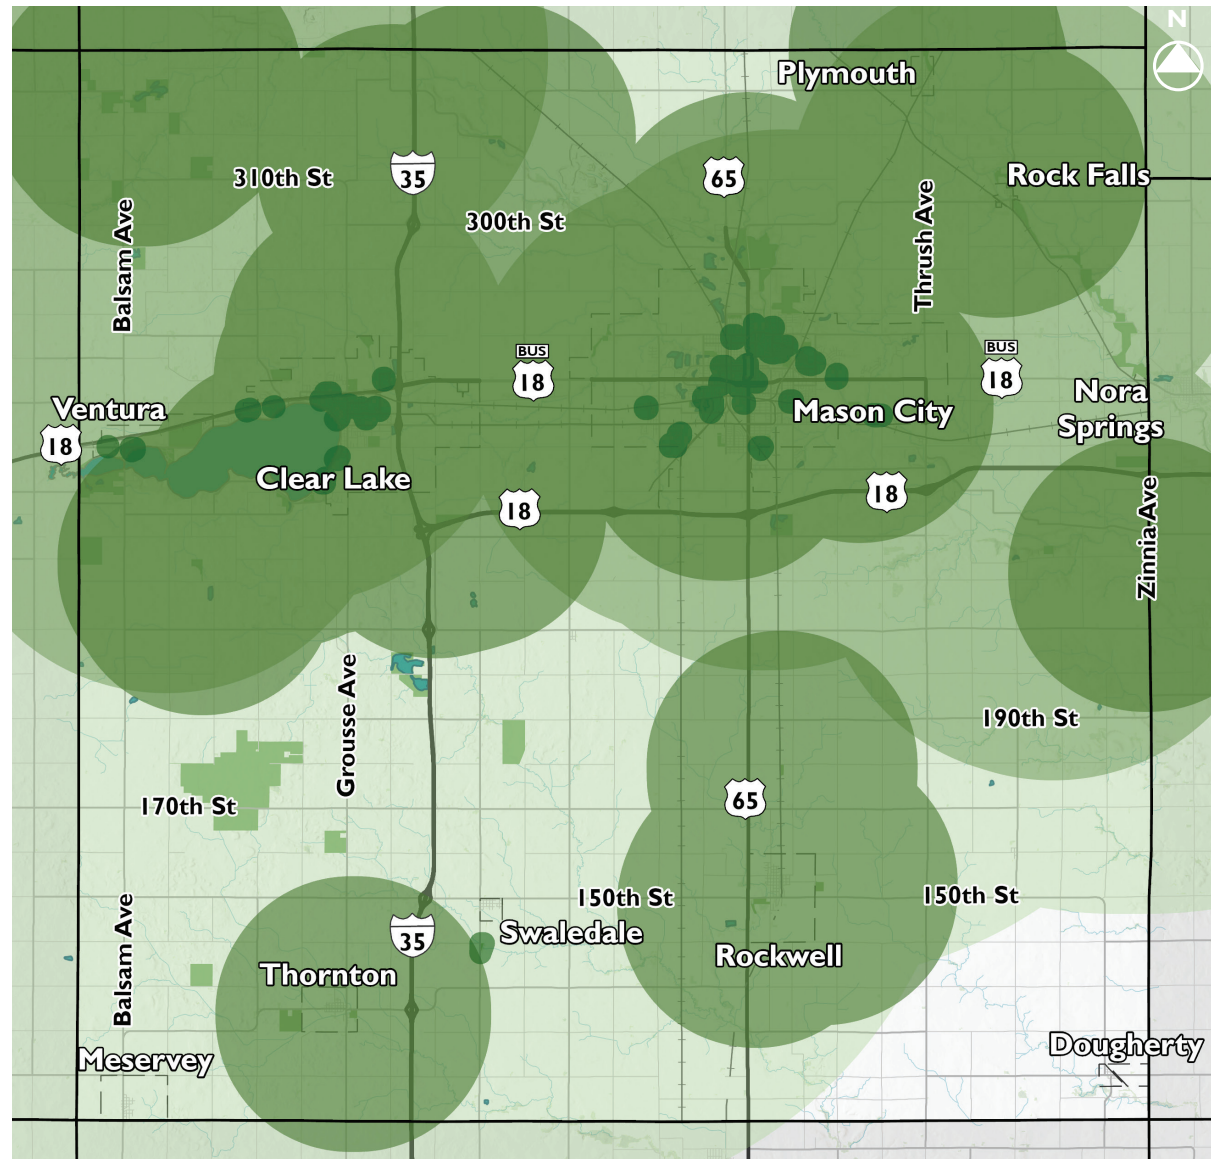 N
Plymouth
310th St
35
65
Rock Falls
300th St
Balsam Ave
Thrush Ave
BUS
18
BUS
18
Ventura
18
Mason City
Nora
Springs
Clear Lake
18
18
Zinnia Ave
Grousse Ave
190th St
170th St
65
150th St
150th St
Balsam Ave
35
Swaledale
Rockwell
Thornton
Meservey
Dougherty